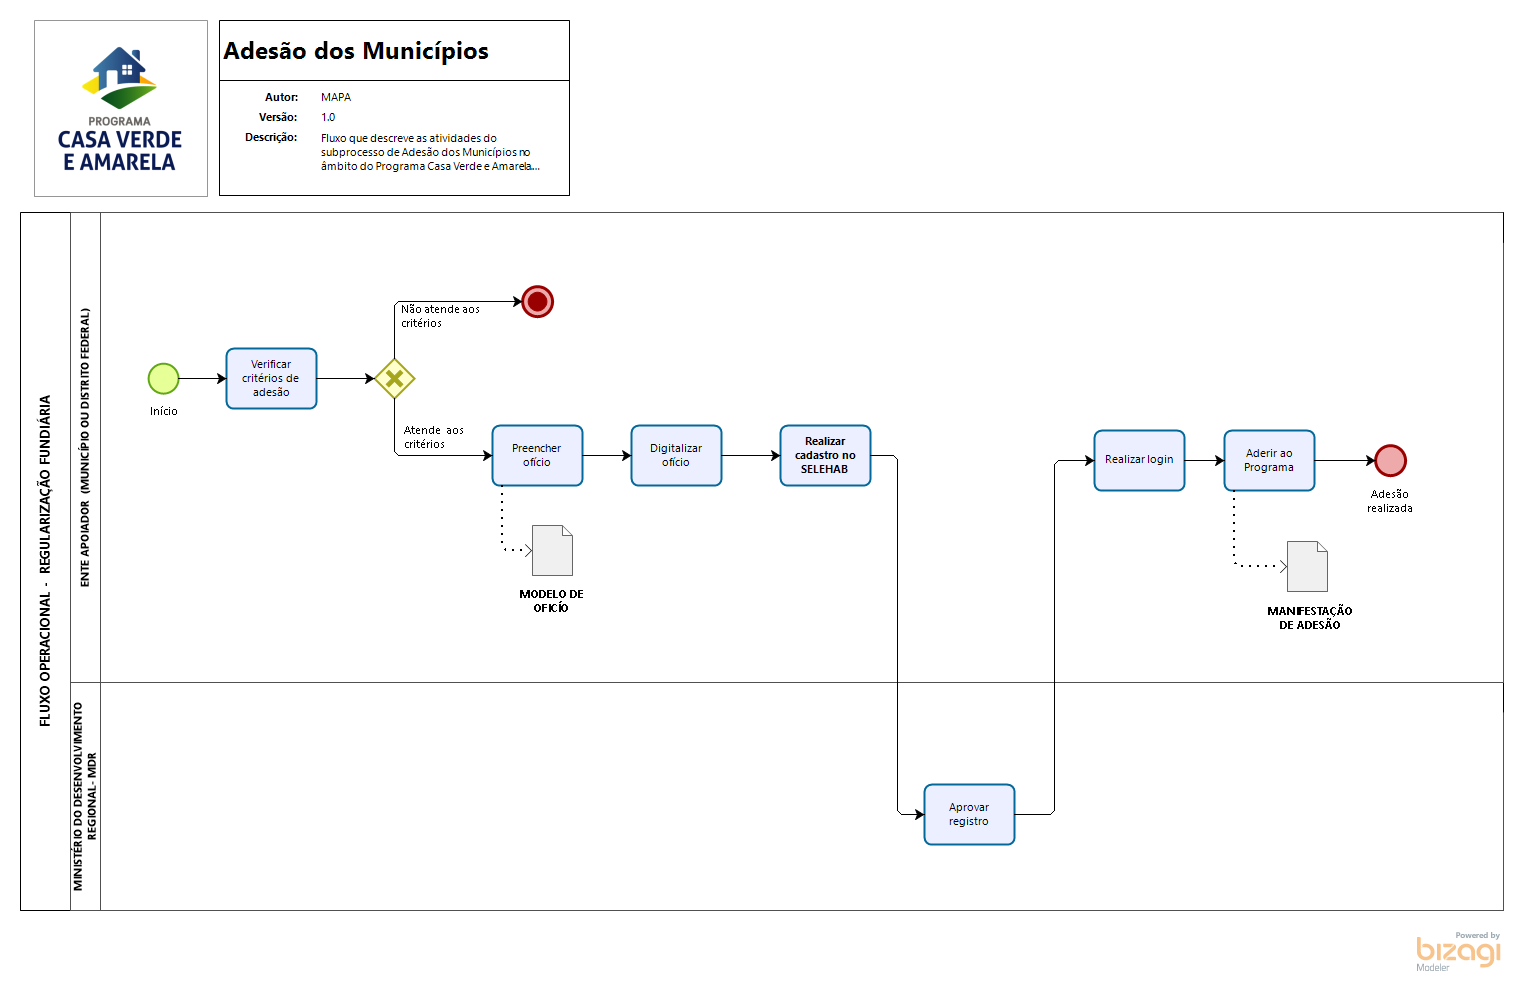 PROGRAMA
CASA VERDE
E AMARELA
Adesão dos Municípios
Autor: MAPA
Versão: 1.0
Descrição: Fluxo que descreve as atividades do
subprocesso de Adesão dos Municípios no
âmbito do Programa Casa Verde e Amarela...
FLUXO OPERACIONAL - REGULARIZAÇÃO FUNDIÁRIA
ENTE APOIADOR (MUNICÍPIO OU DISTRITO FEDERAL)
Início
Verificar
critérios de
adesão
Não atende aos
critérios
Atende aos
critérios
Preencher
ofício
MODELO DE
OFICÍO
Digitalizar
ofício
Realizar
cadastro no
SELEHAB
Realizar login
Aderir ao
Programa
MANIFESTAÇÃO
DE ADESÃO
Adesão
realizada
MINISTÉRIO DO DESENVOLVIMENTO
REGIONAL- MDR
Aprovar
registro
Powered by
bizagi
Modeler